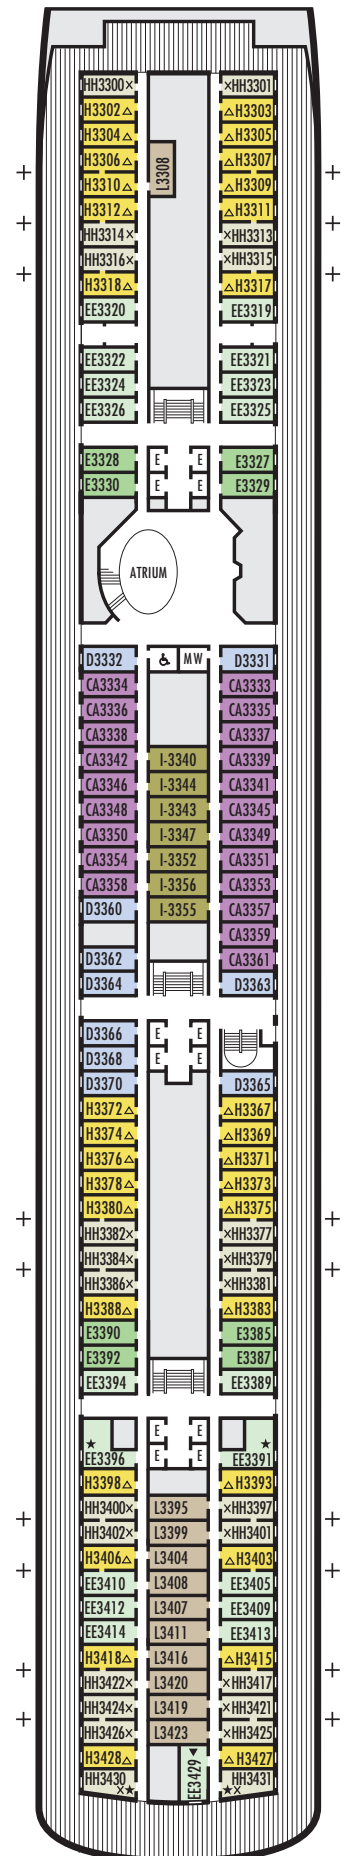 HH3300× ×HH3301
H3302△ △H3303
H3304△ △H3305
H3306△ L3308 △H3307
H3310△ △H3309
H3312△ △H3311
HH3314× ×HH3313
HH3316× ×HH3315
H3318△ △H3317
EE3320 EE3319
EE3322 EE3321
EE3324 EE3323
EE3326 EE3325
E3328 E E E3327
E3330 E E E3329
ATRIUM
D3332 ♿ MW D3331
CA3334 CA3333
CA3336 CA3335
CA3338 CA3337
CA3342 I-3340 CA3339
CA3346 I-3344 CA3341
CA3348 I-3343 CA3345
CA3350 I-3347 CA3349
CA3354 I-3352 CA3351
CA3358 I-3356 CA3353
D3360 I-3355 CA3357
CA3359
D3362 CA3361
D3364 D3363
D3366 E E
D3368 E E
D3370 D3365
H3372△ △H3367
H3374△ △H3369
H3376△ △H3371
H3378△ △H3373
H3380△ △H3375
HH3382× ×HH3377
HH3384× ×HH3379
HH3386× ×HH3381
H3388△ △H3383
E3390 E3385
E3392 E3387
EE3394 EE3389
E E
★ ★
EE3396 E E EE3391
H3398△ △H3393
HH3400× L3395 ×HH3397
HH3402× L3399 ×HH3401
H3406△ L3404 △H3403
EE3410 L3408 EE3405
EE3412 L3407 EE3409
EE3414 L3411 EE3413
H3418△ L3416 △H3415
HH3422× L3420 ×HH3417
HH3424× L3419 ×HH3421
HH3426× L3423 ×HH3425
H3428△ EE3429◀ △H3427
HH3430 HH3431
×★ ★×